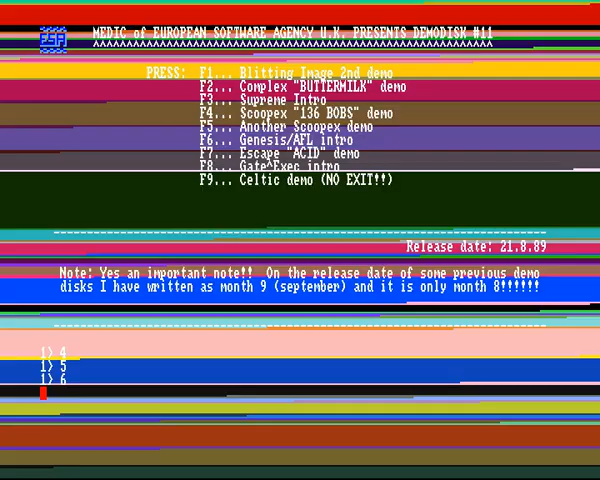 ESA
MEDIC of EUROPEAN SOFTWARE AGENCY U.K. PRESENTS DEMODISK #11
^^^^^^^^^^^^^^^^^^^^^^^^^^^^^^^^^^^^^^^^^^^^^^^^^^^^^^^^^^^^
PRESS: F1... Blitting Image 2nd demo
F2... Complex "BUTTERMILK" demo
F3... Supreme Intro
F4... Scoopex "136 BOBS" demo
F5... Another Scoopex demo
F6... Genesis/AFL intro
F7... Escape "ACID" demo
F8... Gate^Exec intro
F9... Celtic demo (NO EXIT!!)
--------------------------------------------------------------------------
Release date: 21.8.89
Note: Yes an important note!! On the release date of some previous demo
disks I have written as month 9 (september) and it is only month 8!!!!!!
--------------------------------------------------------------------------
1> 4
1> 5
1> 6